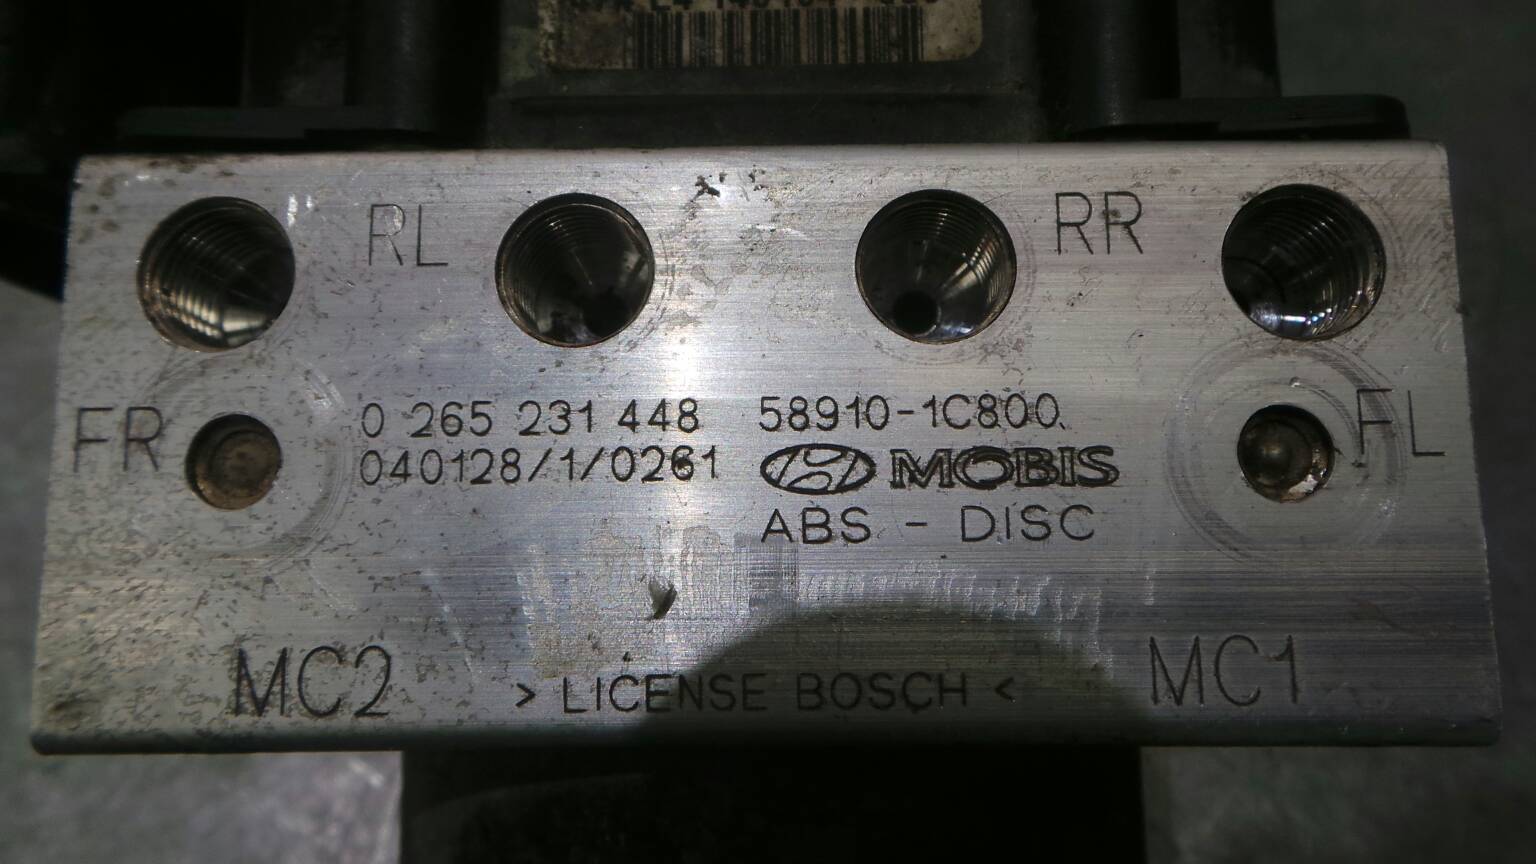 RL
RR
FR
0 265 231 448 58910-1C800
FL
040128/1/0261 MOBIS
ABS - DISC
MC2
> LICENSE BOSCH <
MC1